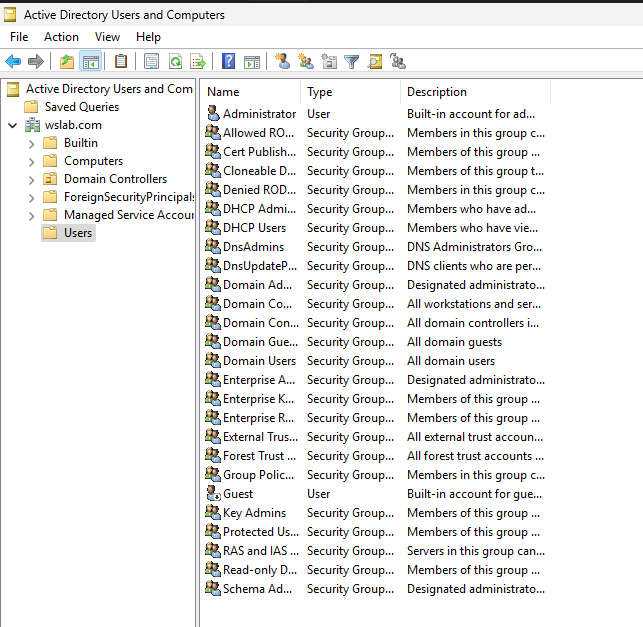 Active Directory Users and Computers
File Action View Help
Active Directory Users and Com
Saved Queries
wslab.com
Builtin
Computers
Domain Controllers
ForeignSecurityPrincipals
Managed Service Accour
Users
Name Type Description
Administrator User Built-in account for ad...
Allowed RO... Security Group... Members in this group c...
Cert Publish... Security Group... Members of this group ...
Cloneable D... Security Group... Members of this group t...
Denied ROD... Security Group... Members in this group c...
DHCP Admi... Security Group... Members who have ad...
DHCP Users Security Group... Members who have vie...
DnsAdmins Security Group... DNS Administrators Gro...
DnsUpdateP... Security Group... DNS clients who are per...
Domain Ad... Security Group... Designated administrato...
Domain Co... Security Group... All workstations and ser...
Domain Con... Security Group... All domain controllers i...
Domain Gue... Security Group... All domain guests
Domain Users Security Group... All domain users
Enterprise A... Security Group... Designated administrato...
Enterprise K... Security Group... Members of this group ...
Enterprise R... Security Group... Members of this group ...
External Trus... Security Group... All external trust accoun...
Forest Trust ... Security Group... All forest trust accounts ...
Group Polic... Security Group... Members in this group c...
Guest User Built-in account for gue...
Key Admins Security Group... Members of this group ...
Protected Us... Security Group... Members of this group ...
RAS and IAS ... Security Group... Servers in this group can...
Read-only D... Security Group... Members of this group ...
Schema Ad... Security Group... Designated administrato...